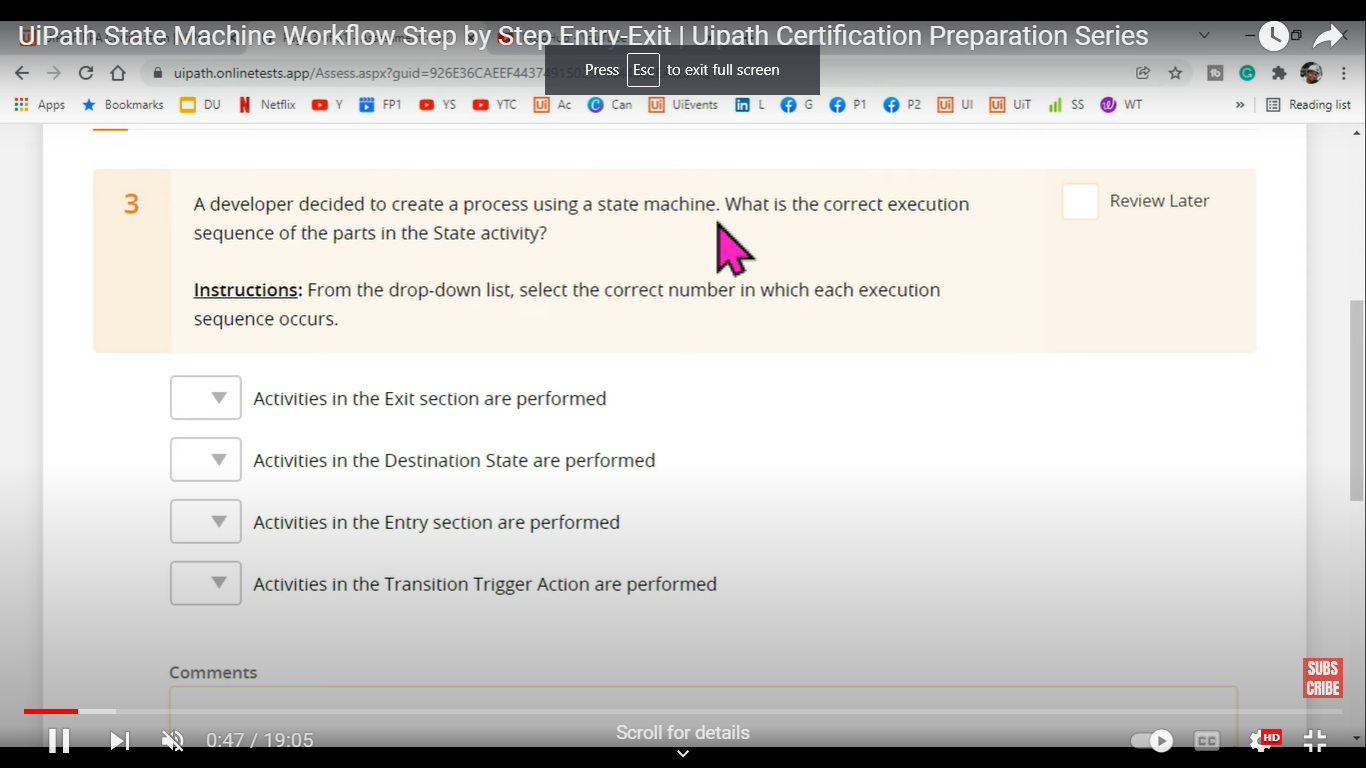 UiPath State Machine Workflow Step by Step Entry-Exit | Uipath Certification Preparation Series
Press Esc to exit full screen
uipath.onlinetests.app/Assess.aspx?guid=926E36CAEEF44374915
Apps Bookmarks DU Netflix Y FP1 YS YTC Ac Can UiEvents L G P1 P2 UI UiT SS WT » Reading list
3
A developer decided to create a process using a state machine. What is the correct execution
sequence of the parts in the State activity?
Review Later
Instructions: From the drop-down list, select the correct number in which each execution
sequence occurs.
Activities in the Exit section are performed
Activities in the Destination State are performed
Activities in the Entry section are performed
Activities in the Transition Trigger Action are performed
Comments
SUBS
CRIBE
Scroll for details
0:47 / 19:05
CC
HD